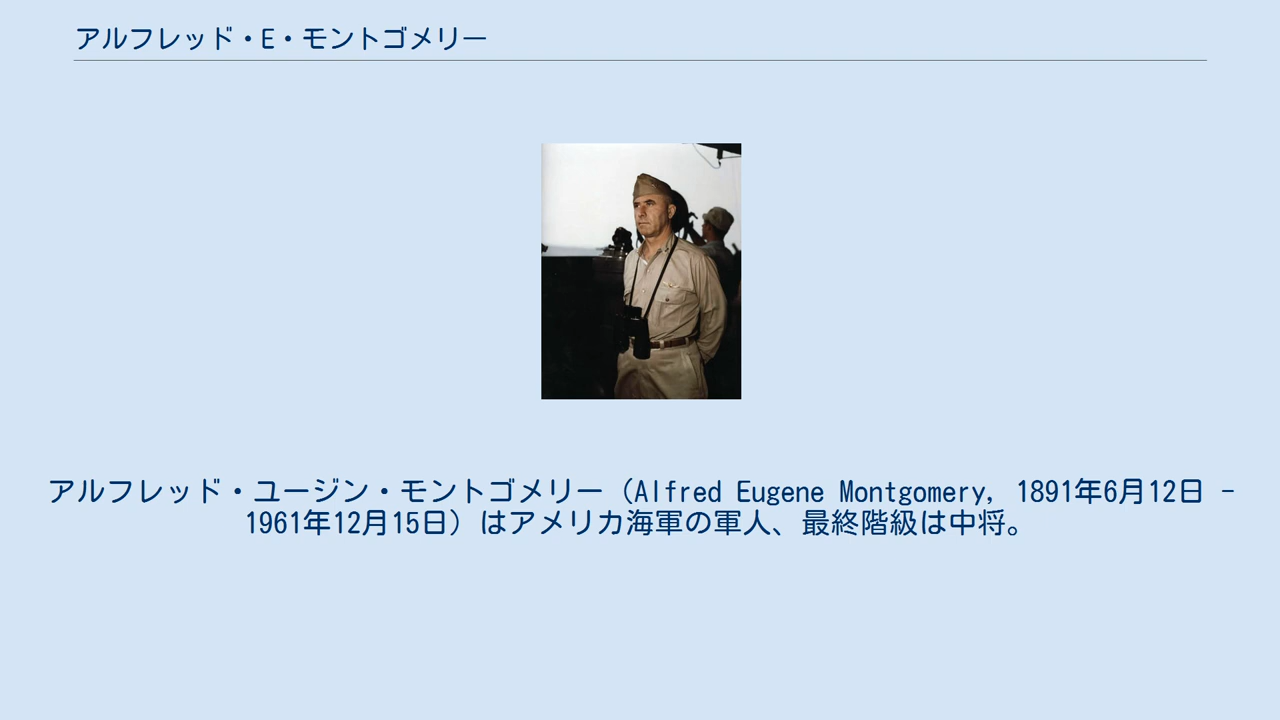 アルフレッド・E・モントゴメリー
アルフレッド・ユージン・モントゴメリー（Alfred Eugene Montgomery, 1891年6月12日 -
1961年12月15日）はアメリカ海軍の軍人、最終階級は中将。